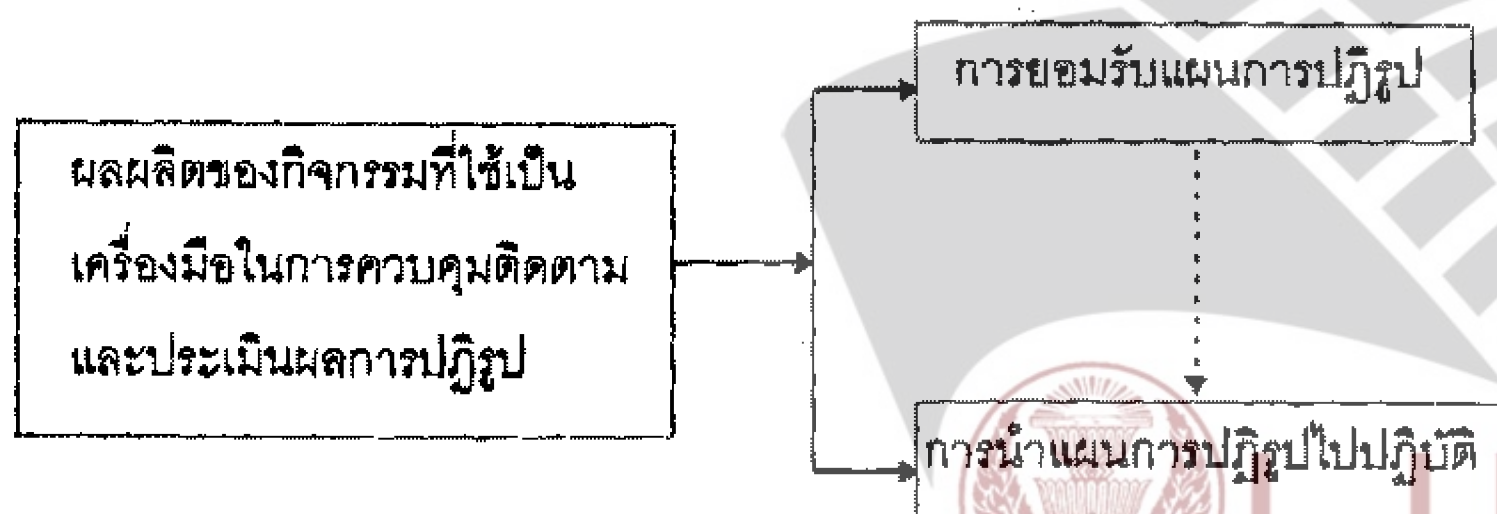 การยอมรับแผนการปฏิรูป
ผลผลิตของกิจกรรมที่ใช้เป็น
เครื่องมือในการควบคุมติดตาม
และประเมินผลการปฏิรูป
การนำแผนการปฏิรูปไปปฏิบัติ